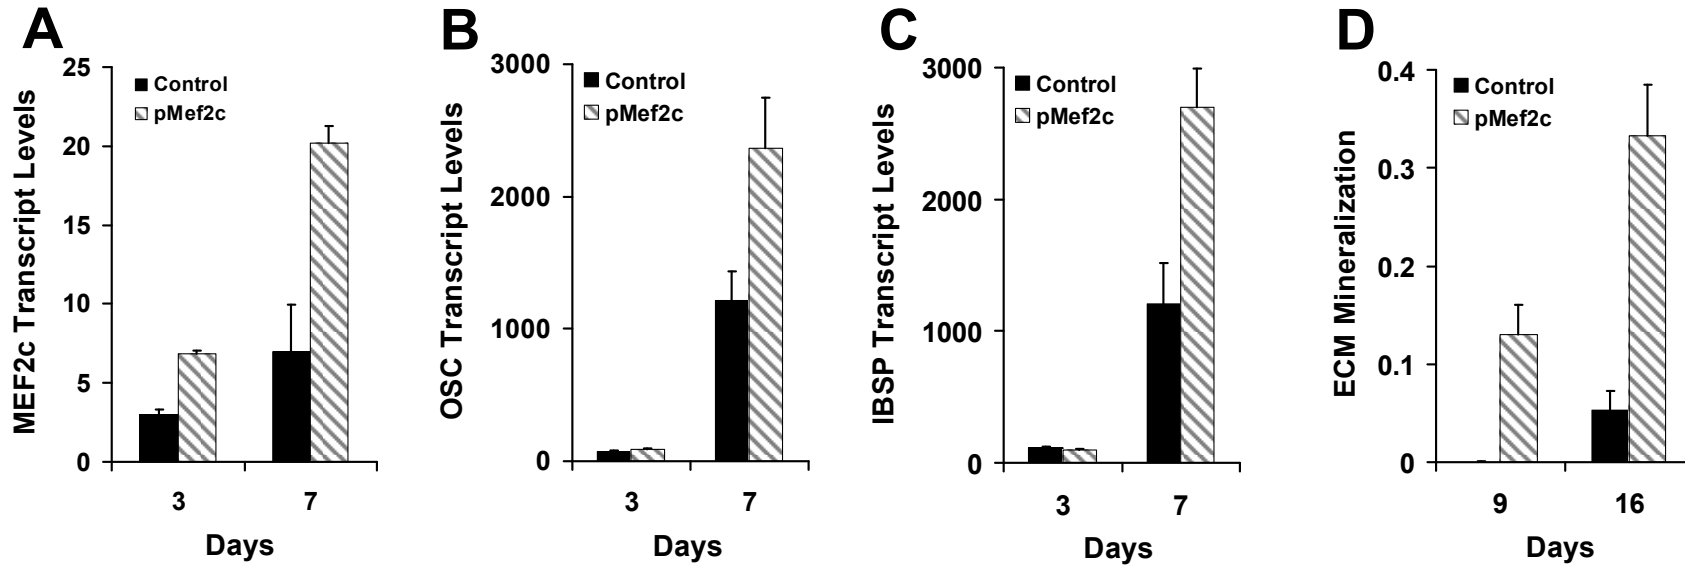 A
MEF2c Transcript Levels
25
20
15
10
5
0
Control
pMef2c
3
7
Days
B
OSC Transcript Levels
3000
2000
1000
0
Control
pMef2c
3
7
Days
C
IBSP Transcript Levels
3000
2000
1000
0
Control
pMef2c
3
7
Days
D
ECM Mineralization
0.4
0.3
0.2
0.1
0
Control
pMef2c
9
16
Days